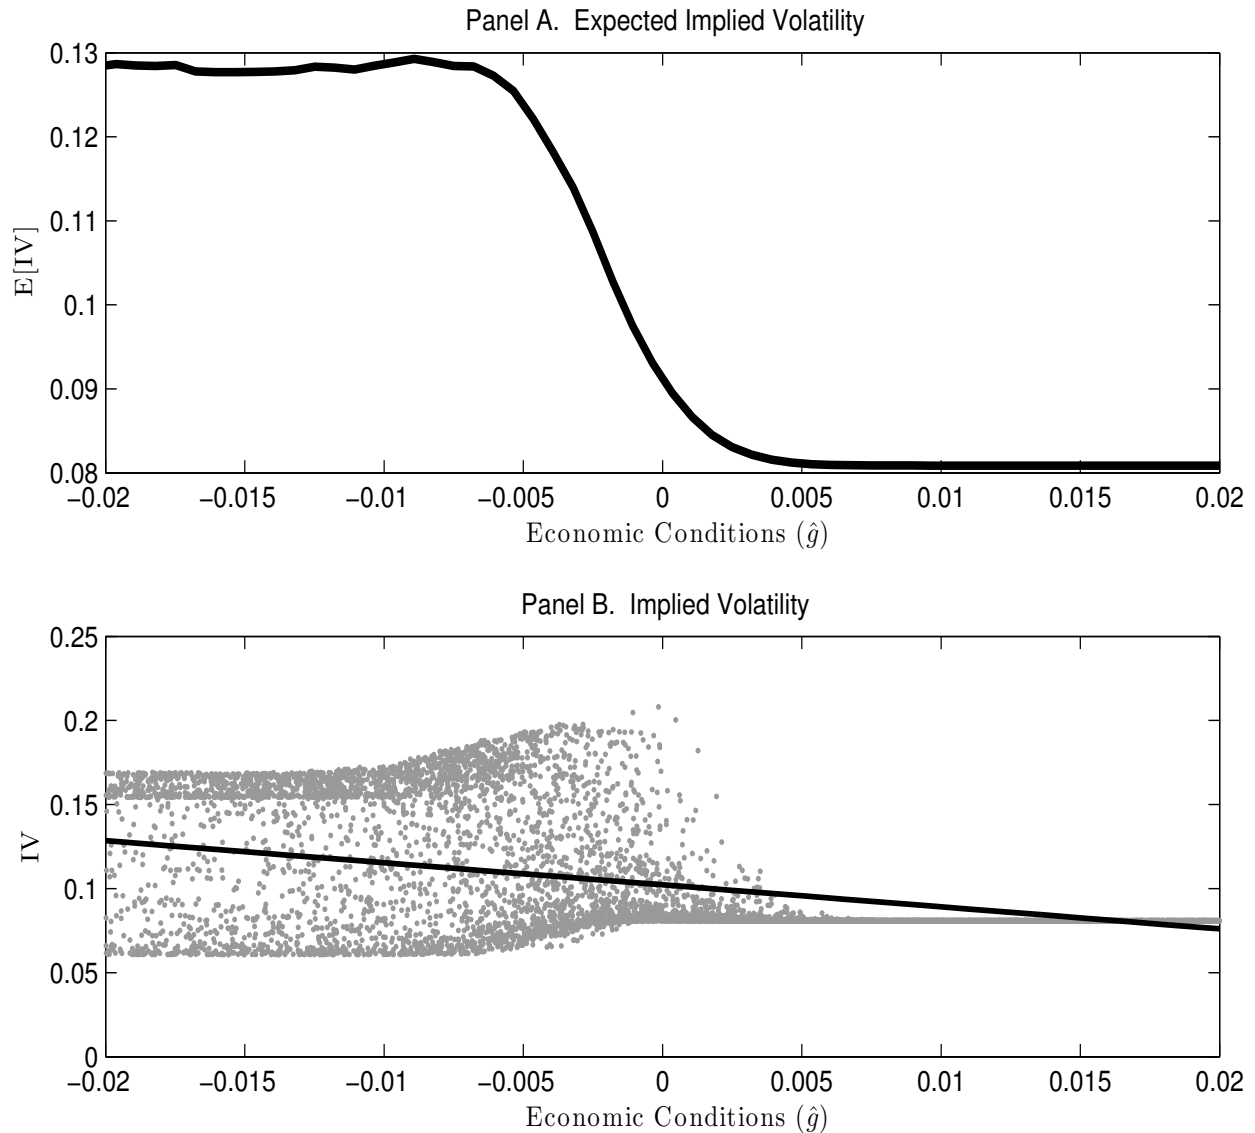 Panel A. Expected Implied Volatility
0.13
0.12
0.11
0.1
0.09
0.08
E[IV]
−0.02 −0.015 −0.01 −0.005 0 0.005 0.01 0.015 0.02
Economic Conditions (ĝ)
Panel B. Implied Volatility
0.25
0.2
0.15
0.1
0.05
0
IV
−0.02 −0.015 −0.01 −0.005 0 0.005 0.01 0.015 0.02
Economic Conditions (ĝ)